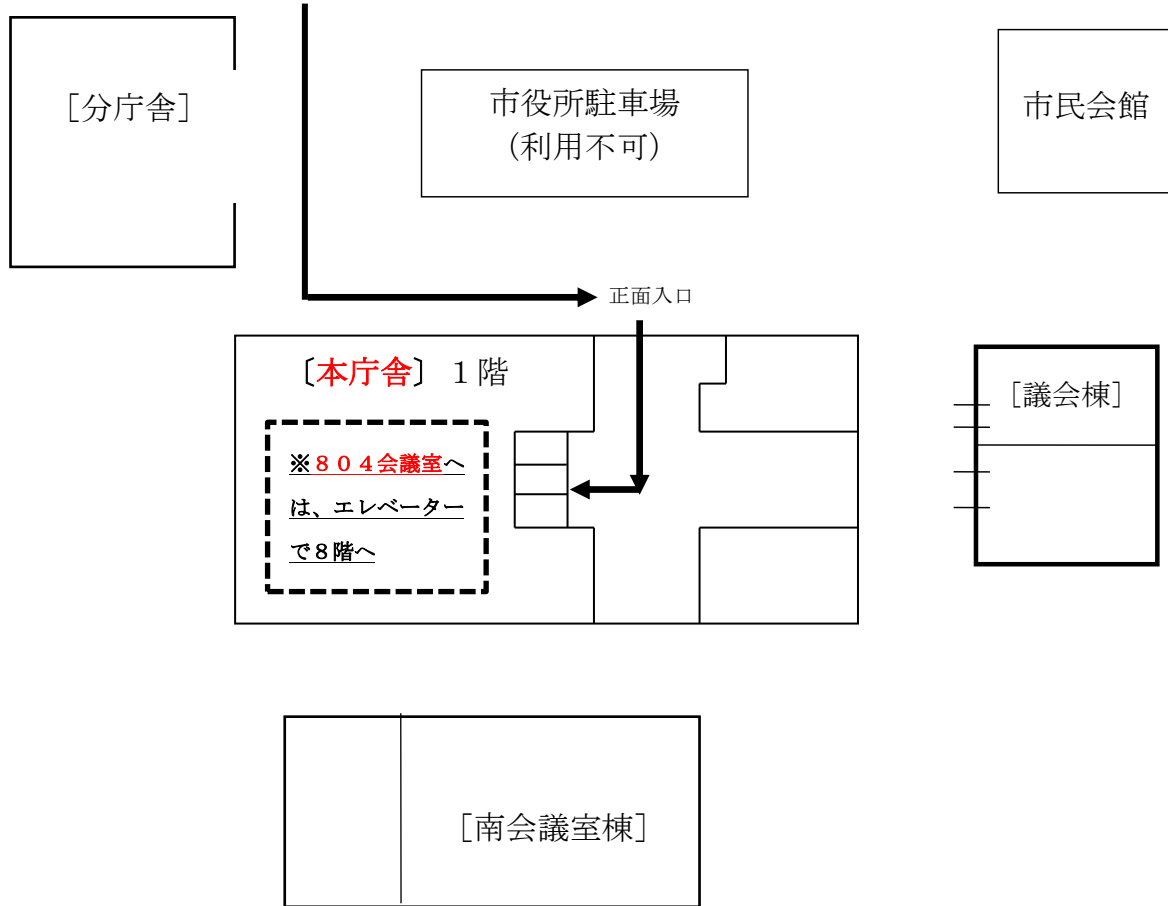 ［分庁舎］
市役所駐車場
（利用不可）
市民会館
正面入口
〔本庁舎〕１階
［議会棟］
※８０４会議室へ
は、エレベーター
で８階へ
［南会議室棟］